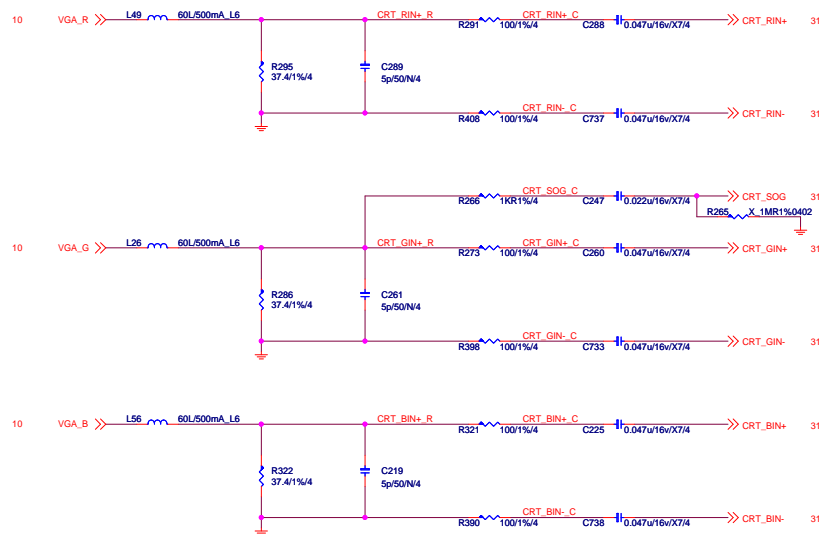 L49 60L/500mA_L6 CRT_RIN+_R CRT_RIN+_C
10 VGA_R R291 100/1%/4 C288 0.047u/16v/X7/4 CRT_RIN+ 31
R295 C289
37.4/1%/4 5p/50/N/4
CRT_RIN-_C
R408 100/1%/4 C737 0.047u/16v/X7/4 CRT_RIN- 31
CRT_SOG_C
R266 1KR1%/4 C247 0.022u/16v/X7/4 CRT_SOG 31
R265 X_1MR1%0402
L26 60L/500mA_L6 CRT_GIN+_R CRT_GIN+_C
10 VGA_G R273 100/1%/4 C260 0.047u/16v/X7/4 CRT_GIN+ 31
R286 C261
37.4/1%/4 5p/50/N/4
CRT_GIN-_C
R398 100/1%/4 C733 0.047u/16v/X7/4 CRT_GIN- 31
L56 60L/500mA_L6 CRT_BIN+_R CRT_BIN+_C
10 VGA_B R321 100/1%/4 C225 0.047u/16v/X7/4 CRT_BIN+ 31
R322 C219
37.4/1%/4 5p/50/N/4
CRT_BIN-_C
R390 100/1%/4 C738 0.047u/16v/X7/4 CRT_BIN- 31